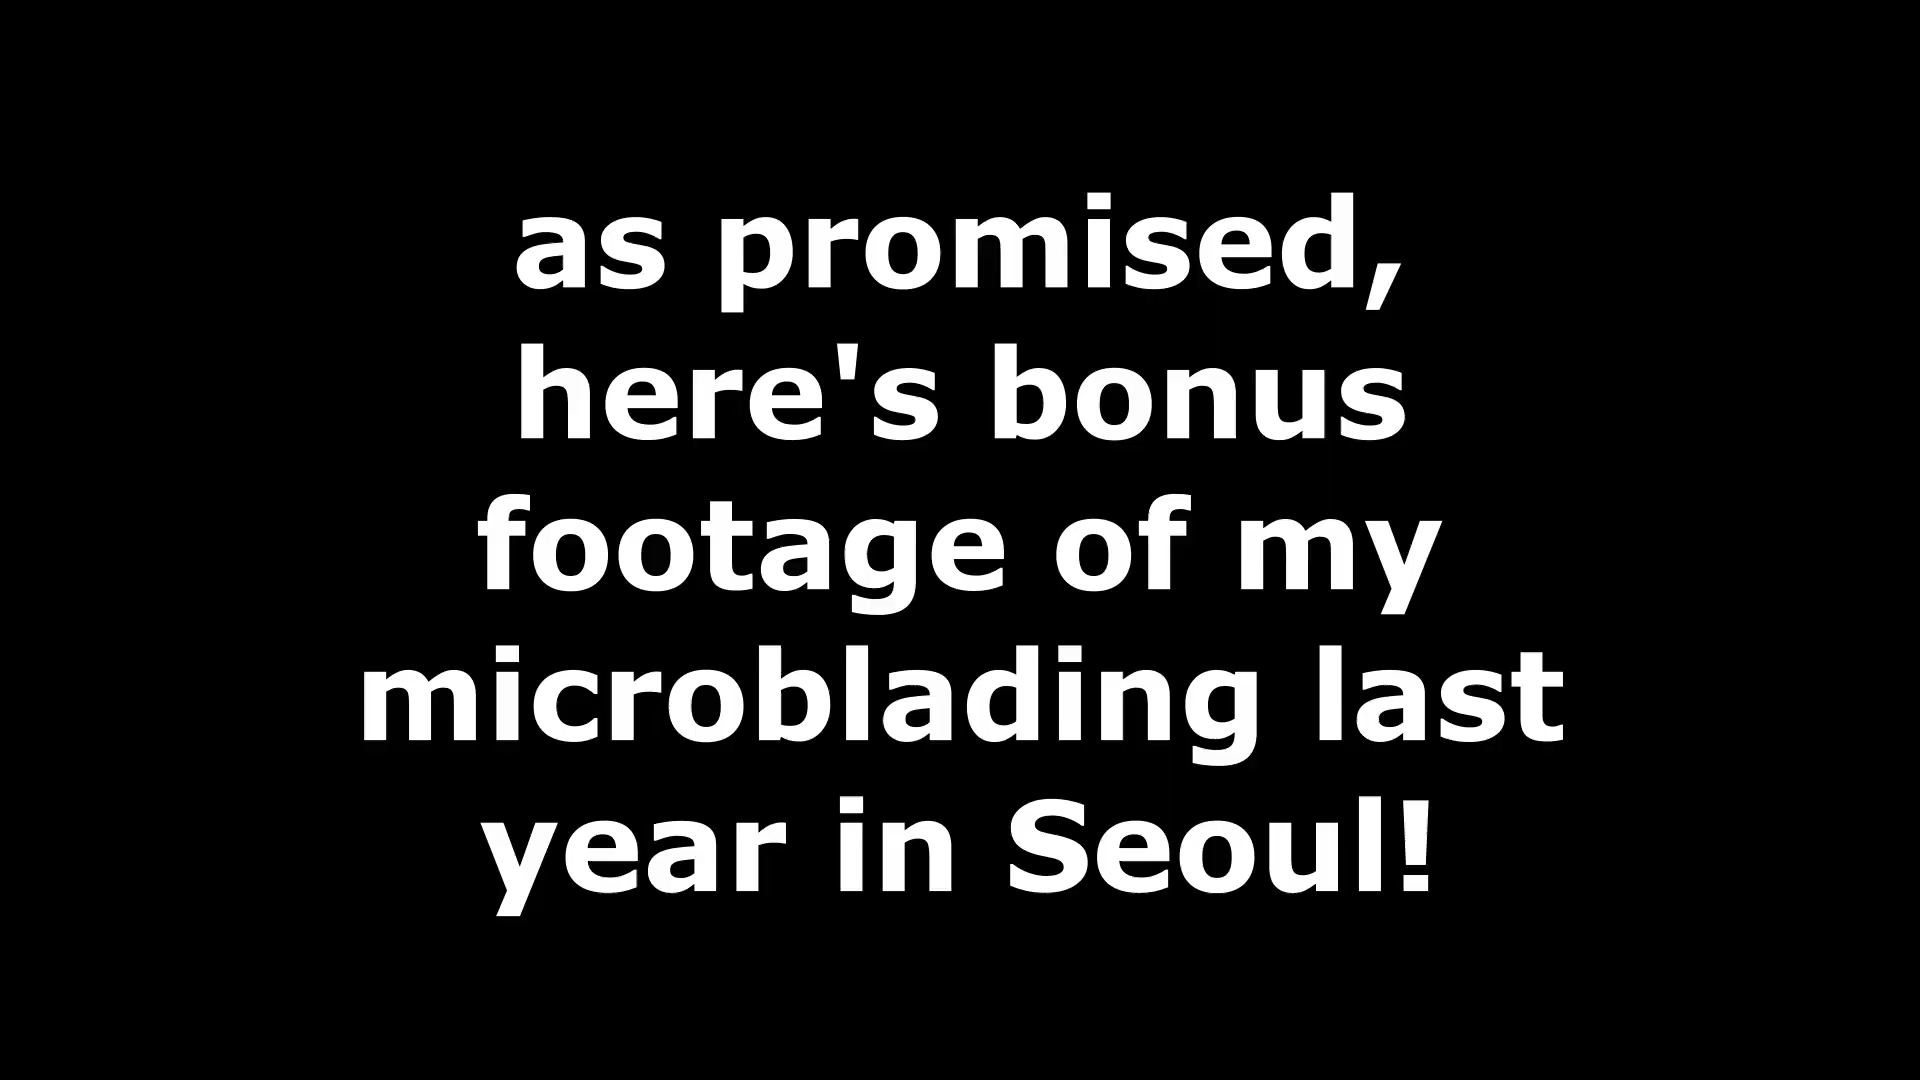 as promised,
here's bonus
footage of my
microblading last
year in Seoul!